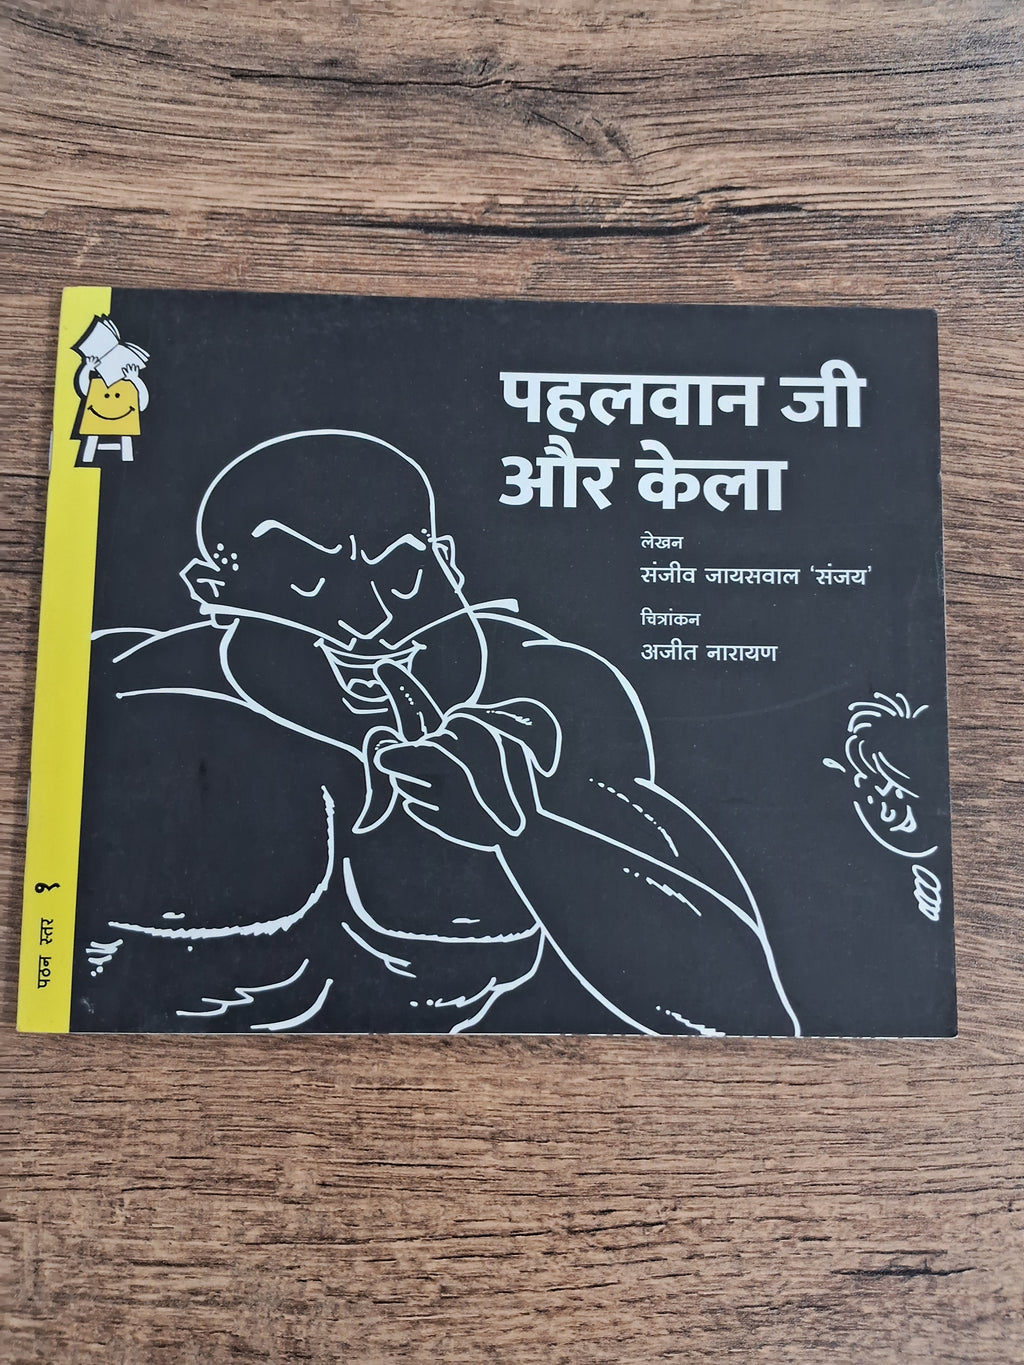 पहलवान जी
और केला
लेखन
संजीव जायसवाल ‘संजय’
चित्रांकन
अजीत नारायण
पठन स्तर १